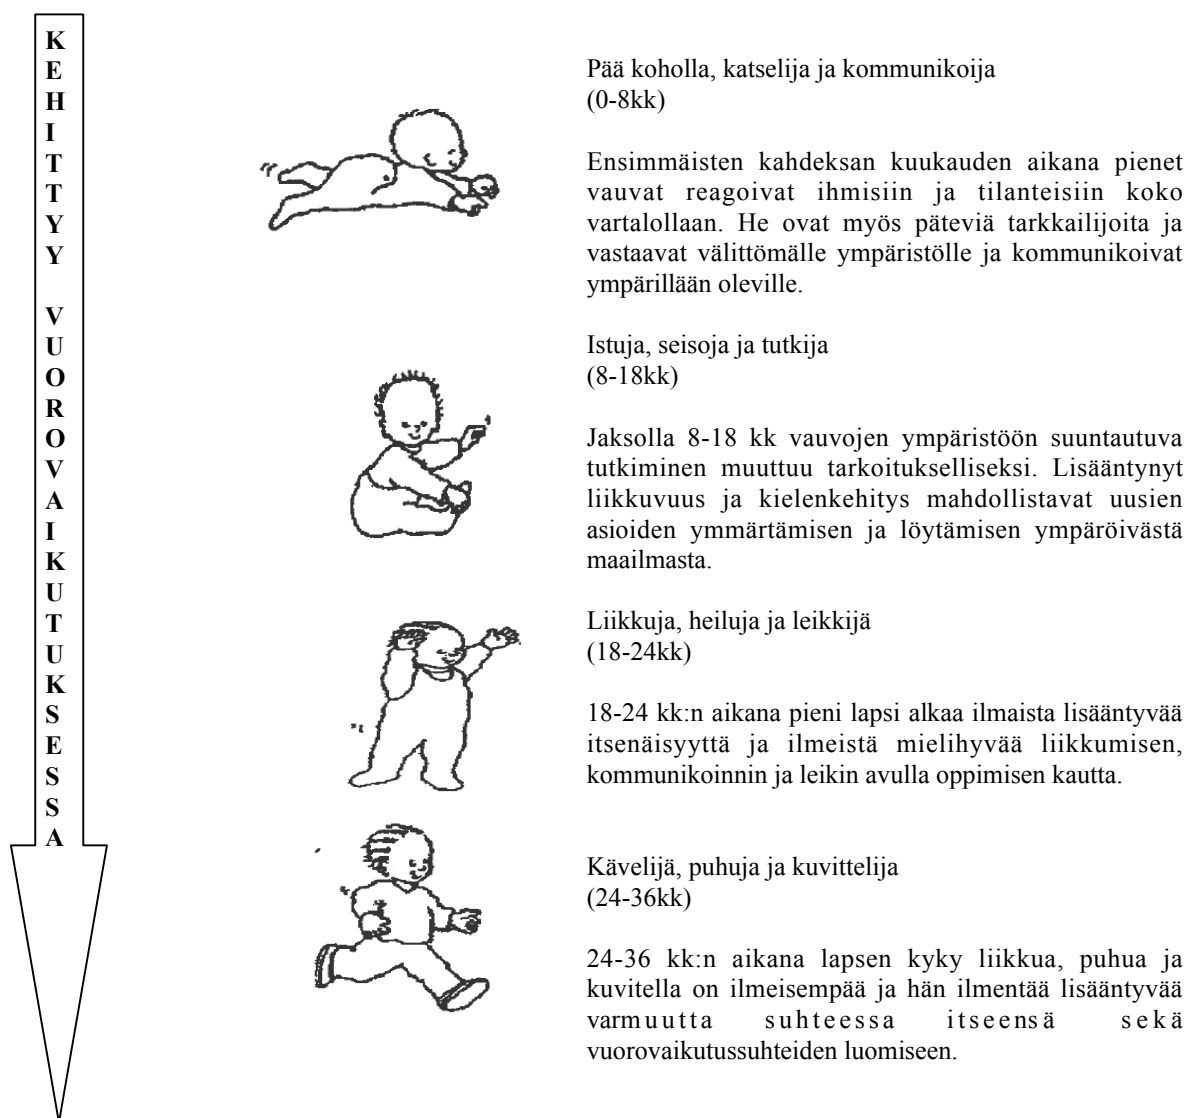 KEHITTYY VUOROVAIKUTUKSESSA
Pää koholla, katselija ja kommunikoija
(0-8kk)
Ensimmäisten kahdeksan kuukauden aikana pienet
vauvat reagoivat ihmisiin ja tilanteisiin koko
vartalollaan. He ovat myös päteviä tarkkailijoita ja
vastaavat välittömälle ympäristölle ja kommunikoivat
ympärillään oleville.
Istuja, seisoja ja tutkija
(8-18kk)
Jaksolla 8-18 kk vauvojen ympäristöön suuntautuva
tutkiminen muuttuu tarkoitukselliseksi. Lisääntynyt
liikkuvuus ja kielenkehitys mahdollistavat uusien
asioiden ymmärtämisen ja löytämisen ympäröivästä
maailmasta.
Liikkuja, heiluja ja leikkijä
(18-24kk)
18-24 kk:n aikana pieni lapsi alkaa ilmaista lisääntyvää
itsenäisyyttä ja ilmeistä mielihyvää liikkumisen,
kommunikoinnin ja leikin avulla oppimisen kautta.
Kävelijä, puhuja ja kuvittelija
(24-36kk)
24-36 kk:n aikana lapsen kyky liikkua, puhua ja
kuvitella on ilmeisempää ja hän ilmentää lisääntyvää
varmuutta suhteessa itseensä sekä
vuorovaikutussuhteiden luomiseen.